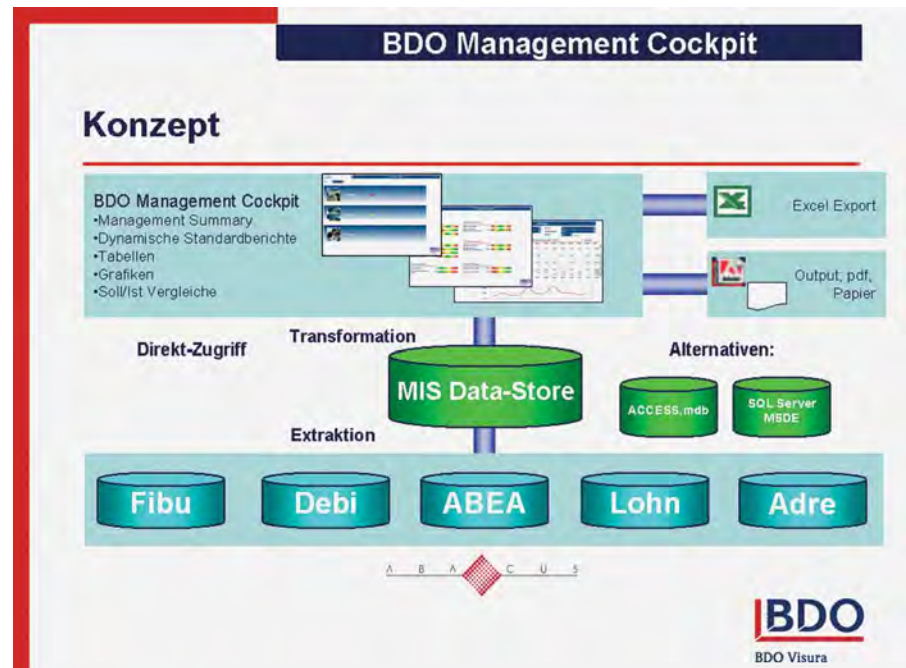 BDO Management Cockpit
Konzept
BDO Management Cockpit
•Management Summary
•Dynamische Standardberichte
•Tabellen
•Grafiken
•Soll/Ist Vergleiche
Excel Export
Output, pdf,
Papier
Direkt-Zugriff
Transformation
Alternativen:
MIS Data-Store
ACCESS.mdb
SQL Server
MSDE
Extraktion
Fibu
Debi
ABEA
Lohn
Adre
A B A C U S
BDO
BDO Visura